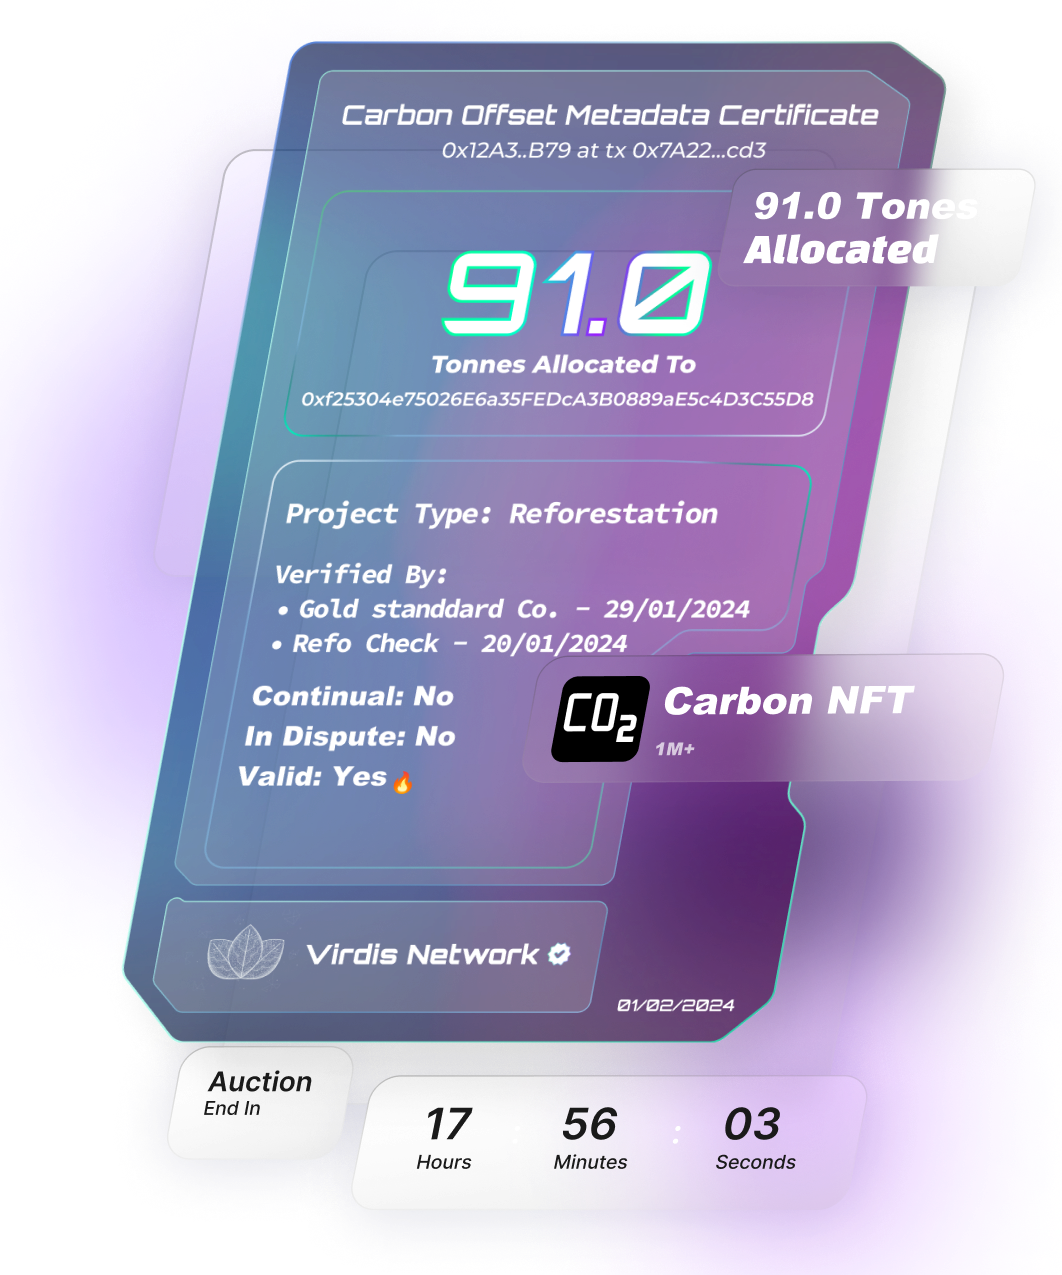 Carbon Offset Metadata Certificate
0x12A3..B79 at tx 0x7A22...cd3
91.0 Tones
Allocated
91.0
Tonnes Allocated To
0xf25304e75026E6a35FEDcA3B0889aE5c4D3C55D8
Project Type: Reforestation
Verified By:
• Gold standdard Co. - 29/01/2024
• Refo Check - 20/01/2024
Continual: No
In Dispute: No
Valid: Yes🔥
CO2
Carbon NFT
1M+
Virdis Network
01/02/2024
Auction
End In
17 : 56 : 03
Hours Minutes Seconds